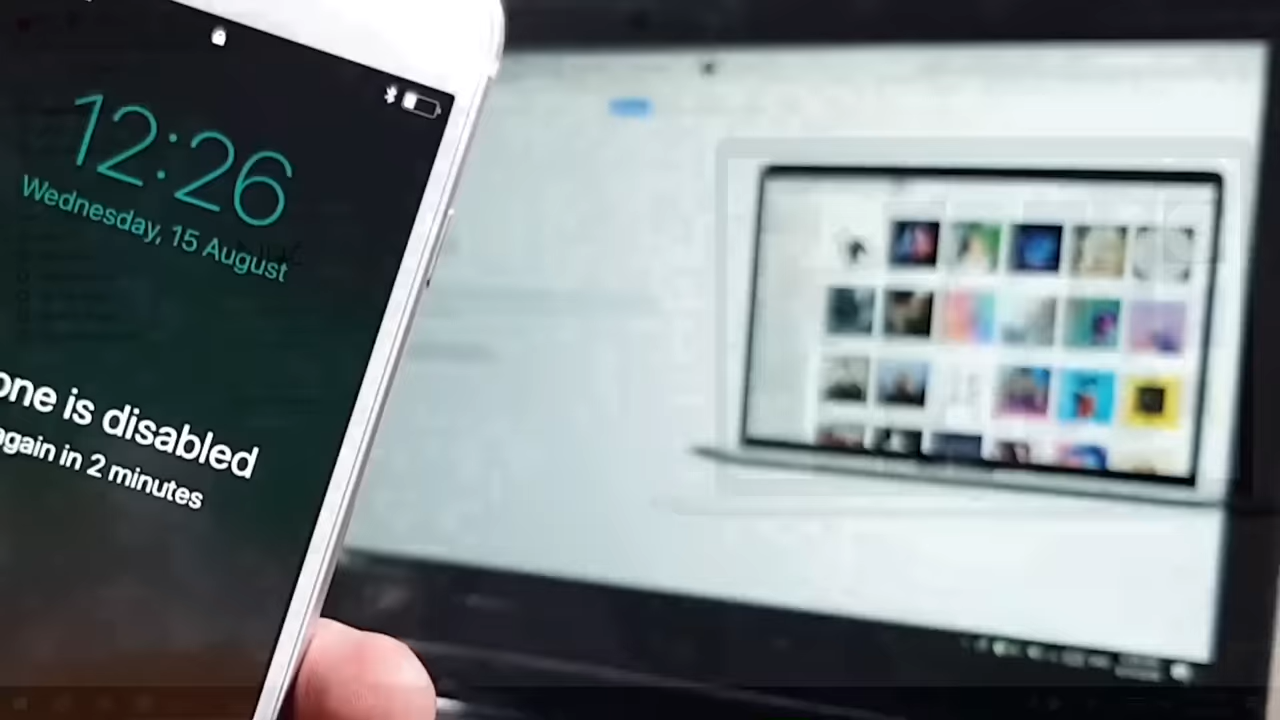 12:26
Wednesday, 15 August
one is disabled
again in 2 minutes